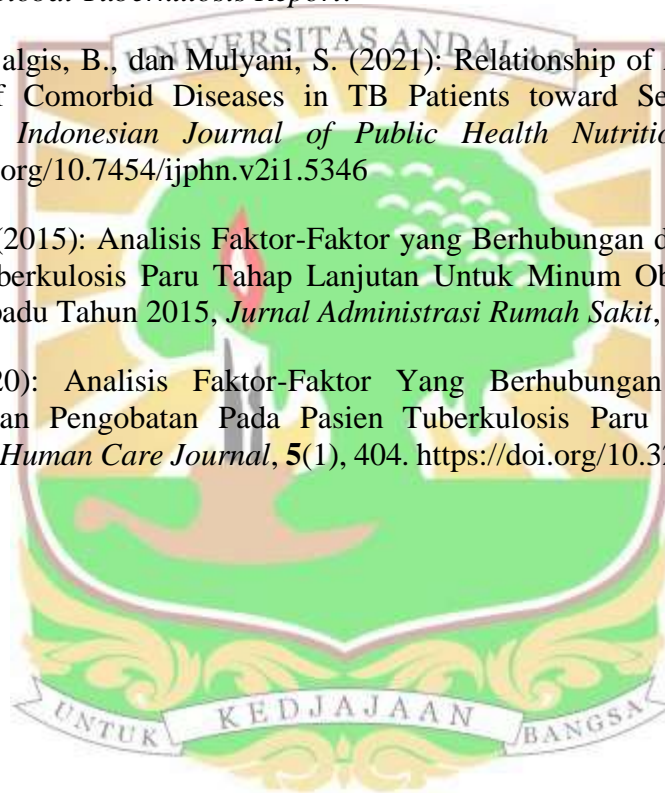 Global Tuberkulosis Report.
UNIVERSITAS ANDALAS
algis, B., dan Mulyani, S. (2021): Relationship of
Comorbid Diseases in TB Patients toward Se
Indonesian Journal of Public Health Nutritio
org/10.7454/ijphn.v2i1.5346
(2015): Analisis Faktor-Faktor yang Berhubungan d
berkulosis Paru Tahap Lanjutan Untuk Minum Ob
padu Tahun 2015, Jurnal Administrasi Rumah Sakit,
20): Analisis Faktor-Faktor Yang Berhubungan
an Pengobatan Pada Pasien Tuberkulosis Paru
Human Care Journal, 5(1), 404. https://doi.org/10.32
UNTUK KEDJAJAAN BANGSA